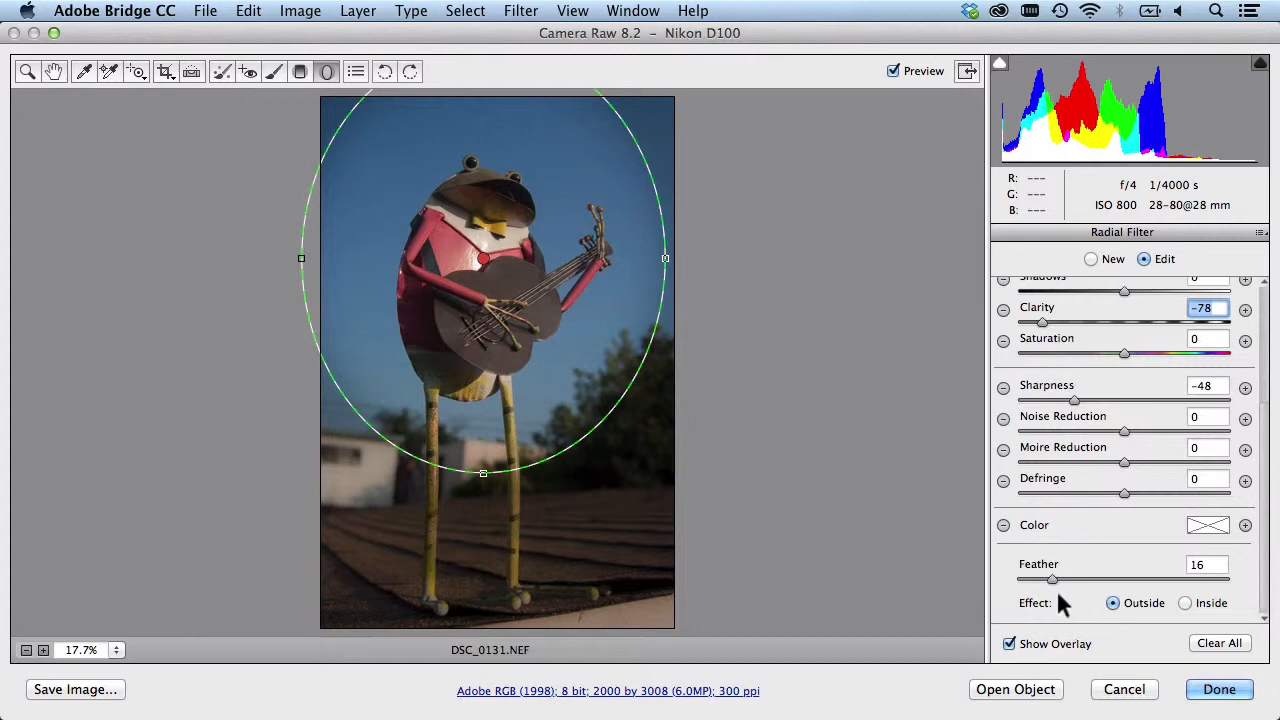 Adobe Bridge CC File Edit Image Layer Type Select Filter View Window Help
Camera Raw 8.2 - Nikon D100
Preview
R: ---
G: ---
B: ---
f/4 1/4000 s
ISO 800 28-80@28 mm
Radial Filter
New Edit
Shadows 0
Clarity -78
Saturation 0
Sharpness -48
Noise Reduction 0
Moire Reduction 0
Defringe 0
Color
Feather 16
Effect: Outside Inside
Show Overlay Clear All
17.7% DSC_0131.NEF
Save Image... Adobe RGB (1998); 8 bit; 2000 by 3008 (6.0MP); 300 ppi Open Object Cancel Done